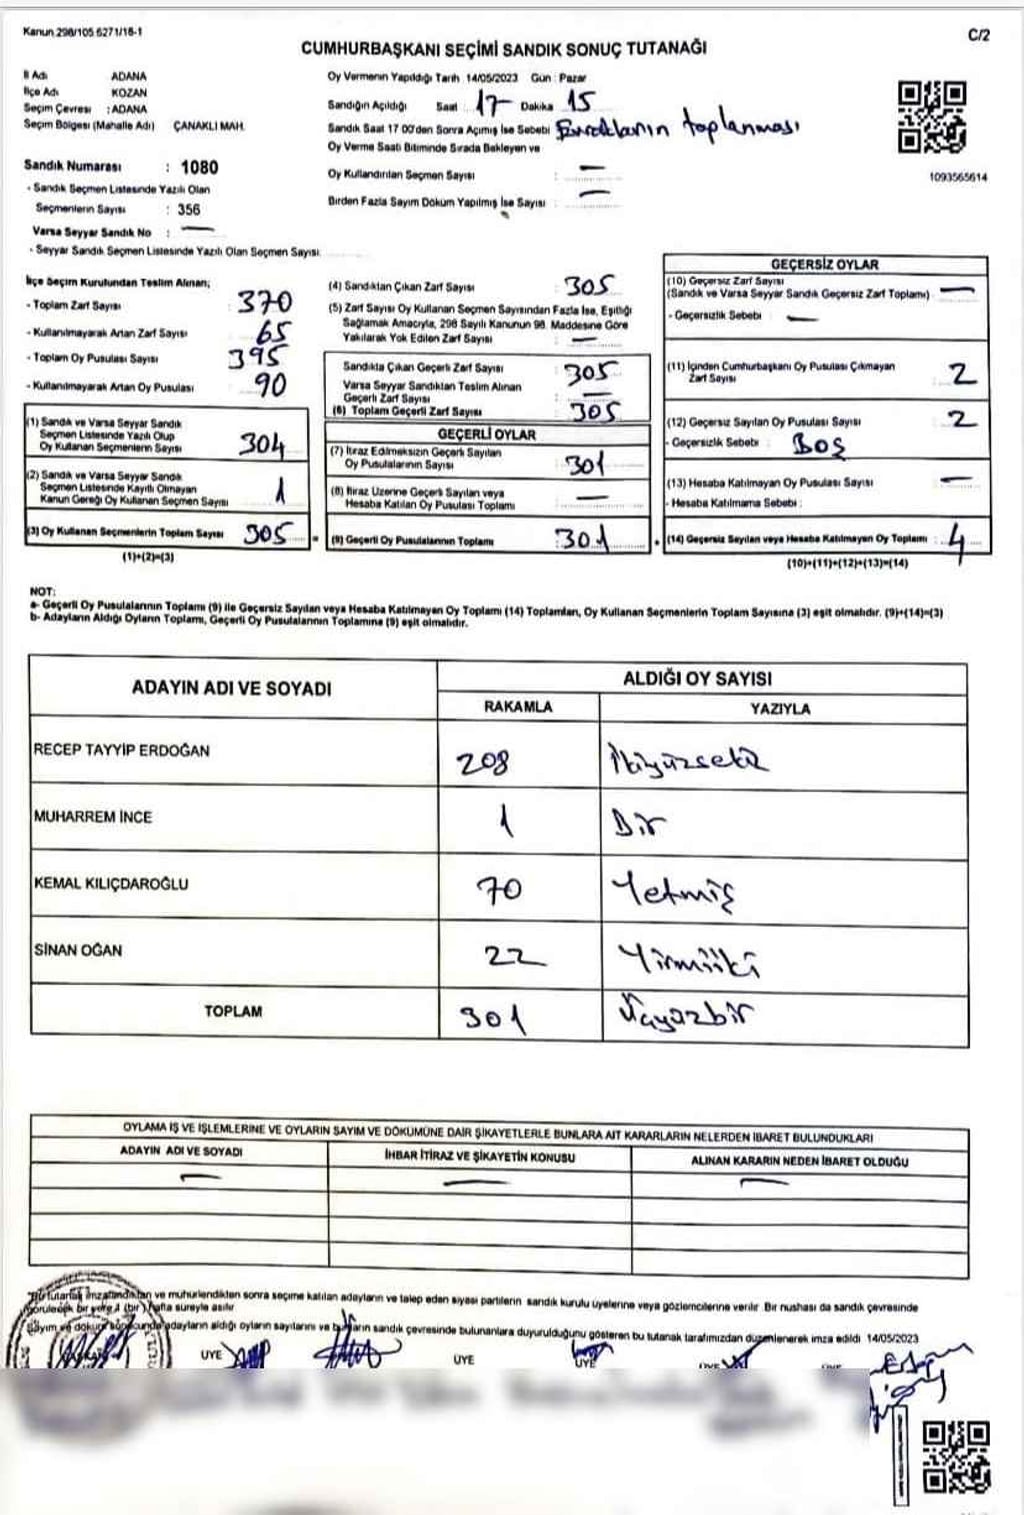 Kanun 298/105 6271/18-1
C/2
CUMHURBAŞKANI SEÇİMİ SANDIK SONUÇ TUTANAĞI
İl Adı ADANA
İlçe Adı KOZAN
Seçim Çevresi : ADANA
Seçim Bölgesi (Mahalle Adı) ÇANAKLI MAH.
Oy Vermenin Yapıldığı Tarih 14/05/2023 Gün : Pazar
Sandığın Açıldığı Saat : 17 Dakika 15
Sandık Saat 17 00'den Sonra Açımış İse Sebebi Evrakların toplanması
Oy Verme Saati Bitiminde Sırada Bekleyen ve
Oy Kullandırılan Seçmen Sayısı : —
Birden Fazla Sayım Döküm Yapılmış İse Sayısı : —
1093565614
Sandık Numarası : 1080
- Sandık Seçmen Listesinde Yazılı Olan
Seçmenlerin Sayısı : 356
Varsa Seyyar Sandık No : —
- Seyyar Sandık Seçmen Listesinde Yazılı Olan Seçmen Sayısı
İlçe Seçim Kurulundan Teslim Alınan;
- Toplam Zarf Sayısı 370
- Kullanılmayarak Artan Zarf Sayısı 65
- Toplam Oy Pusulası Sayısı 395
- Kullanılmayarak Artan Oy Pusulası 90
(1) Sandık ve Varsa Seyyar Sandık
Seçmen Listesinde Yazılı Olup
Oy Kullanan Seçmenlerin Sayısı 304
(2) Sandık ve Varsa Seyyar Sandık
Seçmen Listesinde Kayıtlı Olmayan
Kanun Gereği Oy Kullanan Seçmen Sayısı 1
(3) Oy Kullanan Seçmenlerin Toplam Sayısı 305
(1)+(2)=(3)
(4) Sandıktan Çıkan Zarf Sayısı : 305
(5) Zarf Sayısı Oy Kullanan Seçmen Sayısından Fazla İse, Eşitliği
Sağlamak Amacıyla, 298 Sayılı Kanunun 98. Maddesine Göre
Yakılarak Yok Edilen Zarf Sayısı : —
Sandıkta Çıkan Geçerli Zarf Sayısı : 305
Varsa Seyyar Sandıktan Teslim Alınan
Geçerli Zarf Sayısı : —
(6) Toplam Geçerli Zarf Sayısı : 305
GEÇERLİ OYLAR
(7) İtiraz Edilmeksizin Geçerli Sayılan
Oy Pusulalarının Sayısı : 301
(8) İtiraz Üzerine Geçerli Sayılan veya
Hesaba Katılan Oy Pusulası Toplamı : —
(9) Geçerli Oy Pusulalarının Toplamı : 301
GEÇERSİZ OYLAR
(10) Geçersiz Zarf Sayısı
(Sandık ve Varsa Seyyar Sandık Geçersiz Zarf Toplamı) : —
- Geçersizlik Sebebi : —
(11) İçinden Cumhurbaşkanı Oy Pusulası Çıkmayan
Zarf Sayısı : 2
(12) Geçersiz Sayılan Oy Pusulası Sayısı : 2
- Geçersizlik Sebebi : Boş
(13) Hesaba Katılmayan Oy Pusulası Sayısı : —
- Hesaba Katılmama Sebebi :
(14) Geçersiz Sayılan veya Hesaba Katılmayan Oy Toplamı : 4
(10)+(11)+(12)+(13)=(14)
NOT:
a- Geçerli Oy Pusulalarının Toplamı (9) ile Geçersiz Sayılan veya Hesaba Katılmayan Oy Toplamı (14) Toplamları, Oy Kullanan Seçmenlerin Toplam Sayısına (3) eşit olmalıdır. (9)+(14)=(3)
b- Adayların Aldığı Oyların Toplamı, Geçerli Oy Pusulalarının Toplamına (9) eşit olmalıdır.
ADAYIN ADI VE SOYADI ALDIĞI OY SAYISI
RAKAMLA YAZIYLA
RECEP TAYYİP ERDOĞAN 208 İkiyüzsekiz
MUHARREM İNCE 1 Bir
KEMAL KILIÇDAROĞLU 70 Yetmiş
SİNAN OĞAN 22 Yirmiiki
TOPLAM 301 Üçyüzbir
OYLAMA İŞ VE İŞLEMLERİNE VE OYLARIN SAYIM VE DÖKÜMÜNE DAİR ŞİKAYETLERLE BUNLARA AİT KARARLARIN NELERDEN İBARET BULUNDUKLARI
ADAYIN ADI VE SOYADI İHBAR İTİRAZ VE ŞİKAYETİN KONUSU ALINAN KARARIN NEDEN İBARET OLDUĞU
— — —
Bu tutanak imzalandıktan ve mühürlendikten sonra seçime katılan adayların ve talep eden siyasi partilerin sandık kurulu üyelerine veya gözlemcilerine verilir. Bir nüshası da sandık çevresinde
görülecek bir yere 1 (bir) hafta süreyle asılır
Sayım ve döküm sonucunda adayların aldığı oyların sayılarını ve bunların sandık çevresinde bulunanlara duyurulduğunu gösteren bu tutanak tarafımızdan düzenlenerek imza edildi 14/05/2023
ÜYE ÜYE ÜYE ÜYE